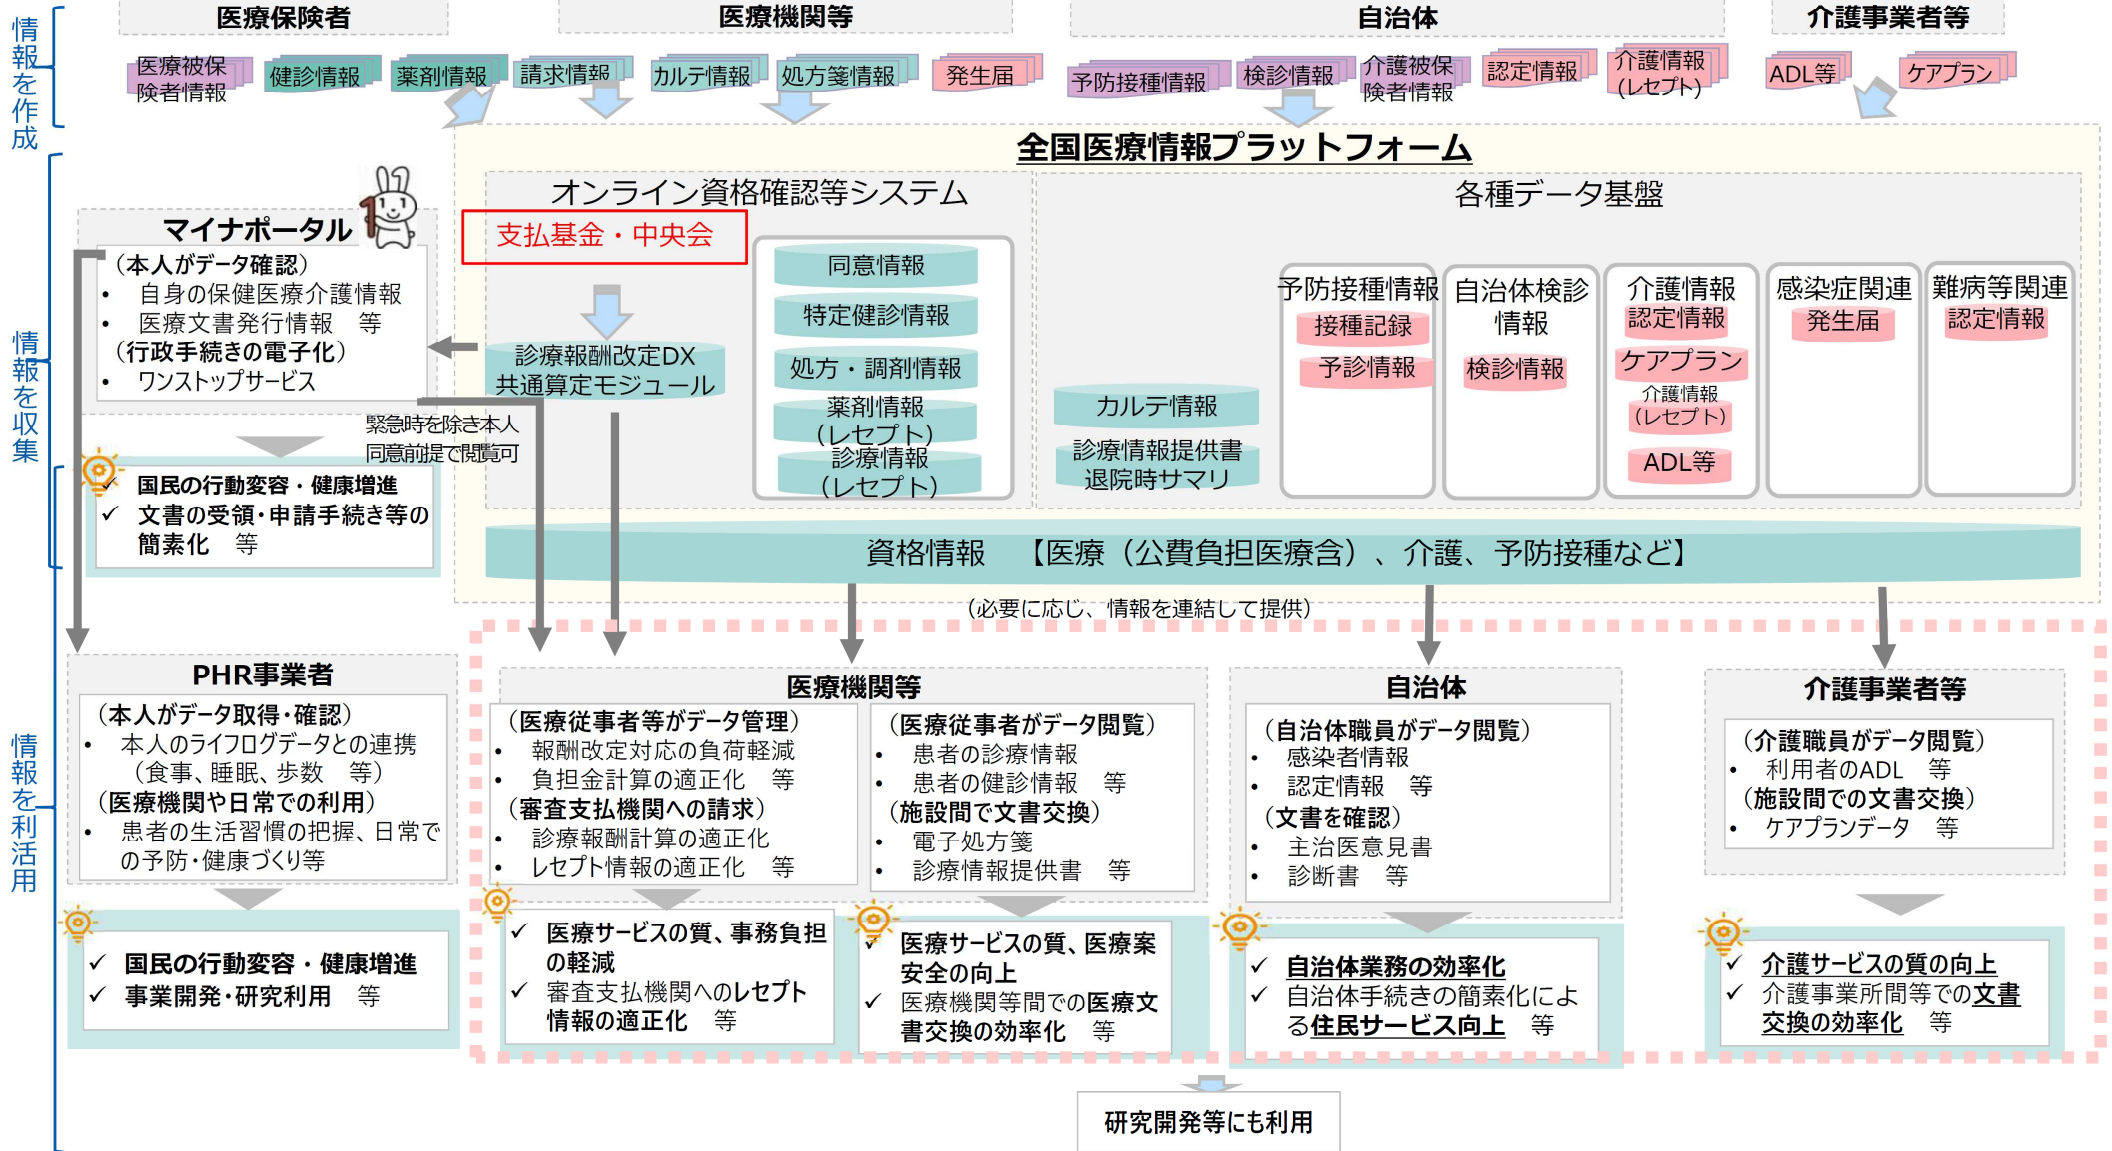 情報を作成
医療保険者
医療機関等
自治体
介護事業者等
医療被保
険者情報
健診情報
薬剤情報
請求情報
カルテ情報
処方箋情報
発生届
予防接種情報
検診情報
介護被保
険者情報
認定情報
介護情報
(レセプト)
ADL等
ケアプラン
情報を収集
全国医療情報プラットフォーム
オンライン資格確認等システム
支払基金・中央会
診療報酬改定DX
共通算定モジュール
同意情報
特定健診情報
処方・調剤情報
薬剤情報
(レセプト)
診療情報
(レセプト)
各種データ基盤
カルテ情報
診療情報提供書
退院時サマリ
予防接種情報
接種記録
予診情報
自治体検診
情報
検診情報
介護情報
認定情報
ケアプラン
介護情報
(レセプト)
ADL等
感染症関連
発生届
難病等関連
認定情報
資格情報 【医療(公費負担医療含)、介護、予防接種など】
(必要に応じ、情報を連結して提供)
マイナポータル
(本人がデータ確認)
• 自身の保健医療介護情報
• 医療文書発行情報 等
(行政手続きの電子化)
• ワンストップサービス
緊急時を除き本人
同意前提で閲覧可
✓ 国民の行動変容・健康増進
✓ 文書の受領・申請手続き等の
簡素化 等
情報を利活用
PHR事業者
(本人がデータ取得・確認)
• 本人のライフログデータとの連携
(食事、睡眠、歩数 等)
(医療機関や日常での利用)
• 患者の生活習慣の把握、日常で
の予防・健康づくり等
✓ 国民の行動変容・健康増進
✓ 事業開発・研究利用 等
医療機関等
(医療従事者等がデータ管理)
• 報酬改定対応の負荷軽減
• 負担金計算の適正化 等
(審査支払機関への請求)
• 診療報酬計算の適正化
• レセプト情報の適正化 等
✓ 医療サービスの質、事務負担
の軽減
✓ 審査支払機関へのレセプト
情報の適正化 等
(医療従事者がデータ閲覧)
• 患者の診療情報
• 患者の健診情報 等
(施設間で文書交換)
• 電子処方箋
• 診療情報提供書 等
✓ 医療サービスの質、医療案
安全の向上
✓ 医療機関等間での医療文
書交換の効率化 等
自治体
(自治体職員がデータ閲覧)
• 感染者情報
• 認定情報 等
(文書を確認)
• 主治医意見書
• 診断書 等
✓ 自治体業務の効率化
✓ 自治体手続きの簡素化によ
る住民サービス向上 等
介護事業者等
(介護職員がデータ閲覧)
• 利用者のADL 等
(施設間での文書交換)
• ケアプランデータ 等
✓ 介護サービスの質の向上
✓ 介護事業所間等での文書
交換の効率化 等
研究開発等にも利用